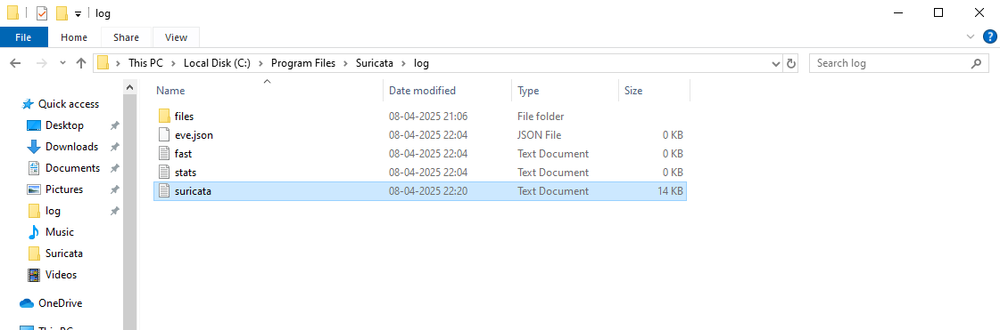 log
File Home Share View
This PC Local Disk (C:) Program Files Suricata log Search log
Name Date modified Type Size
Quick access
Desktop
Downloads
Documents
Pictures
log
Music
Suricata
Videos
OneDrive
This PC
files 08-04-2025 21:06 File folder
eve.json 08-04-2025 22:04 JSON File 0 KB
fast 08-04-2025 22:04 Text Document 0 KB
stats 08-04-2025 22:04 Text Document 0 KB
suricata 08-04-2025 22:20 Text Document 14 KB